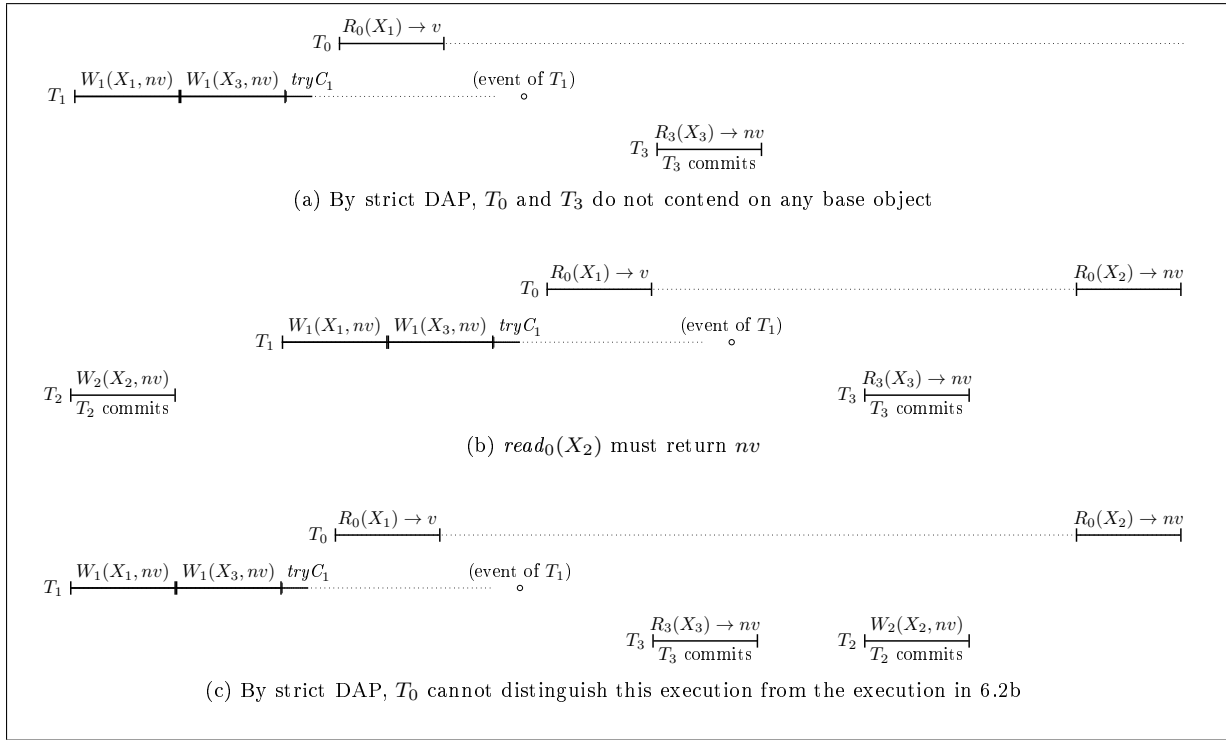 R₀(X₁) → v
T₀
W₁(X₁, nv) W₁(X₃, nv) tryC₁ (event of T₁)
T₁
R₃(X₃) → nv
T₃
T₃ commits
(a) By strict DAP, T₀ and T₃ do not contend on any base object
R₀(X₁) → v R₀(X₂) → nv
T₀
W₁(X₁, nv) W₁(X₃, nv) tryC₁ (event of T₁)
T₁
W₂(X₂, nv) R₃(X₃) → nv
T₂ T₃
T₂ commits T₃ commits
(b) read₀(X₂) must return nv
R₀(X₁) → v R₀(X₂) → nv
T₀
W₁(X₁, nv) W₁(X₃, nv) tryC₁ (event of T₁)
T₁
R₃(X₃) → nv W₂(X₂, nv)
T₃ T₂
T₃ commits T₂ commits
(c) By strict DAP, T₀ cannot distinguish this execution from the execution in 6.2b